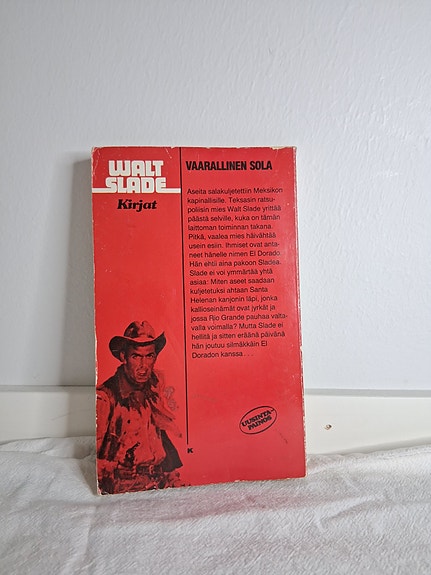 WALT
SLADE
Kirjat
VAARALLINEN SOLA
Aseita salakuljetettiin Meksikon
kapinallisille. Teksasin ratsu-
poliisin mies Walt Slade yrittää
päästä selville, kuka on tämän
laittoman toiminnan takana.
Pitkä, vaalea mies häivähtää
usein esiin. Ihmiset ovat anta-
neet hänelle nimen El Dorado.
Hän ehtii aina pakoon Sladea.
Slade ei voi ymmärtää yhtä
asiaa: Miten aseet saadaan
kuljetetuksi ahtaan Santa
Helenan kanjonin läpi, jonka
kallioseinämät ovat jyrkät ja
jossa Rio Grande pauhaa valta-
valla voimalla? Mutta Slade ei
hellitä ja sitten eräänä päivänä
hän joutuu silmäkkäin El
Doradon kanssa . . .
UUSINTA-
PAINOS
K